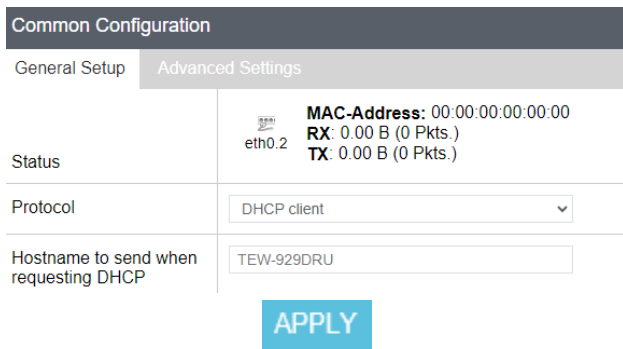 Common Configuration
General Setup
Advanced Settings
Status
eth0.2
MAC-Address: 00:00:00:00:00:00
RX: 0.00 B (0 Pkts.)
TX: 0.00 B (0 Pkts.)
Protocol
DHCP client
Hostname to send when
requesting DHCP
TEW-929DRU
APPLY